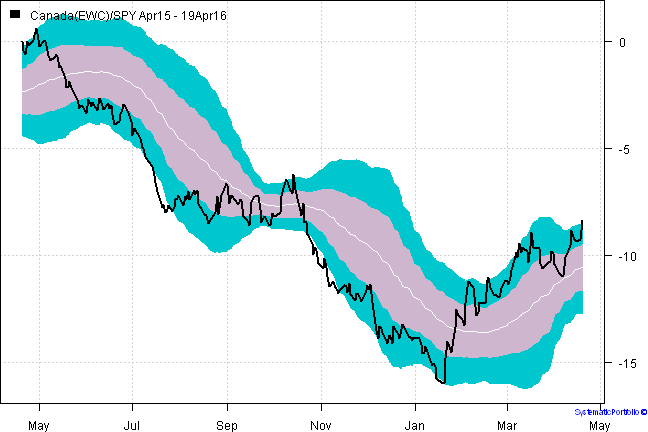 Canada(EWC)/SPY Apr15 - 19Apr16
0
-5
-10
-15
SystematicPortfolio ©
May Jul Sep Nov Jan Mar May